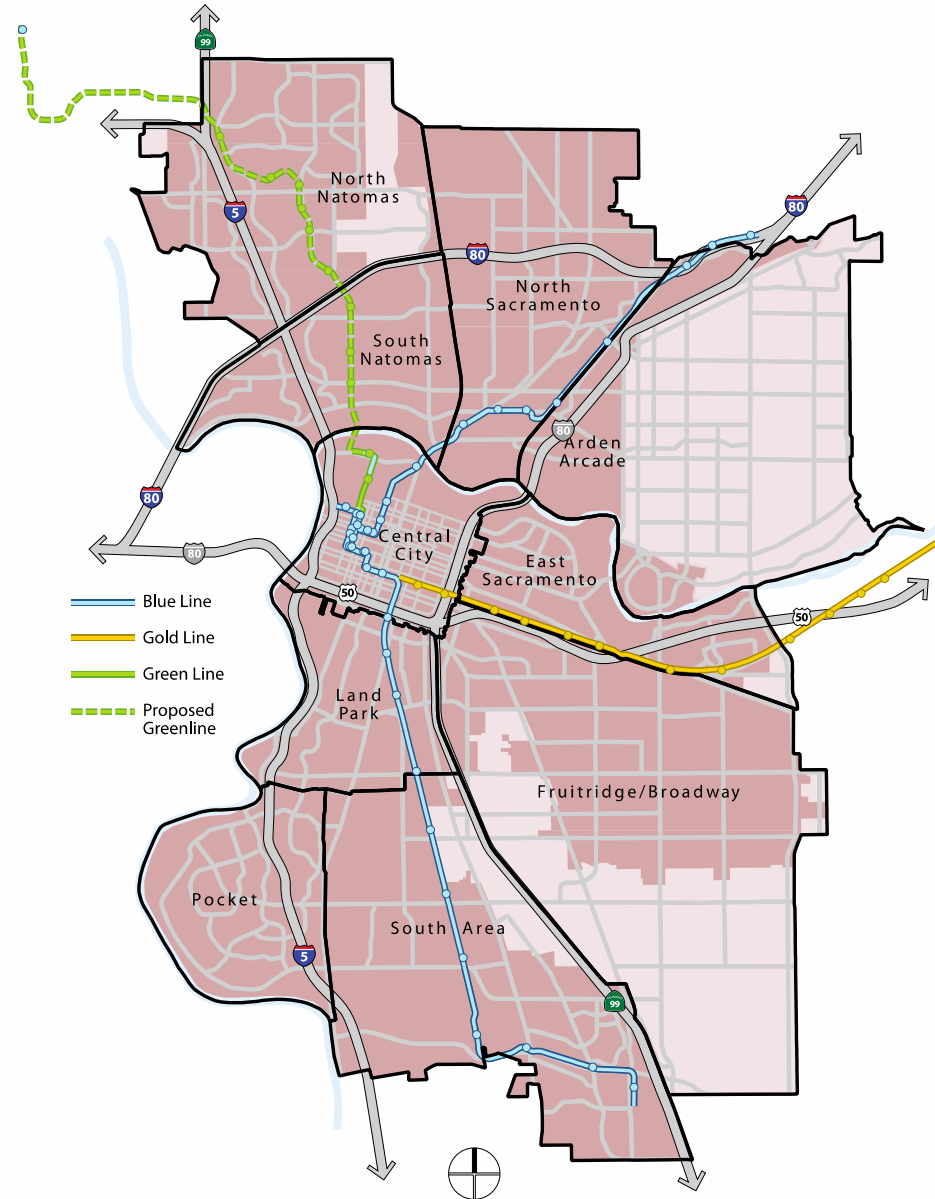 99
North
Natomas
5
80
80
North
Sacramento
South
Natomas
80
Arden
Arcade
80
80
Central
City
East
Sacramento
50
50
Blue Line
Gold Line
Green Line
Proposed
Greenline
Land
Park
Fruitridge/Broadway
Pocket
South Area
5
99